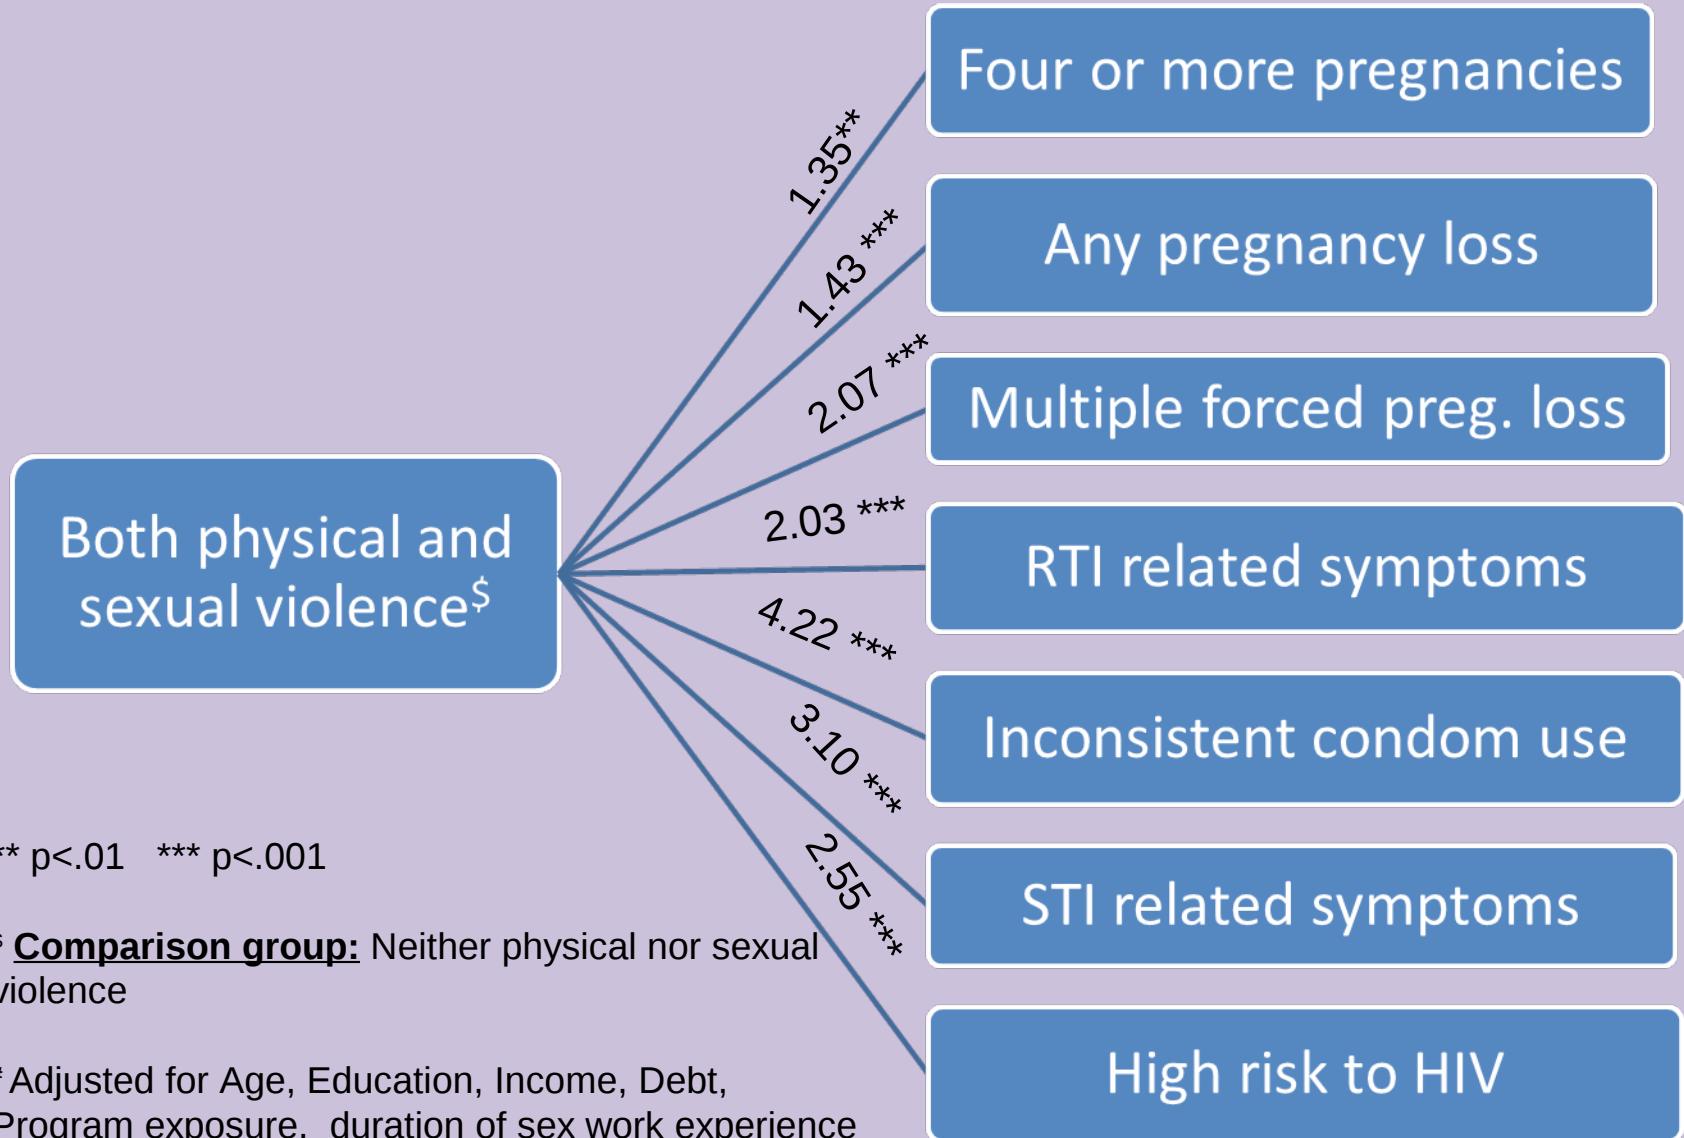 Four or more pregnancies
1.35**
Any pregnancy loss
1.43 ***
Multiple forced preg. loss
2.07 ***
Both physical and
sexual violence$
RTI related symptoms
2.03 ***
Inconsistent condom use
4.22 ***
STI related symptoms
3.10 ***
High risk to HIV
2.55 ***
** p<.01   *** p<.001
$ Comparison group: Neither physical nor sexual
violence
Adjusted for Age, Education, Income, Debt,
Program exposure,  duration of sex work experience